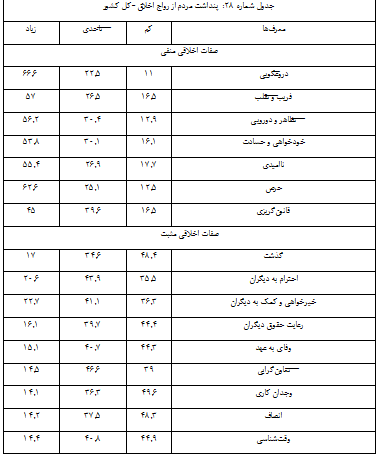 جدول شماره ۲۸: پنداشت مردم از رواج اخلاق -کل کشور
معرف‌ها کم تاحدی زیاد
صفات اخلاقی منفی
دروغگویی ۱۱ ۲۲,۵ ۶۶,۶
فریب و تقلب ۱۶,۵ ۲۶,۵ ۵۷
تظاهر و دورویی ۱۲,۹ ۳۰,۴ ۵۶,۲
خودخواهی و حسادت ۱۶,۱ ۳۰,۱ ۵۳,۸
ناامیدی ۱۷,۷ ۲۶,۹ ۵۵,۴
حرص ۱۲,۵ ۲۵,۱ ۶۲,۶
قانون‌گریزی ۱۶,۵ ۳۹,۶ ۴۵
صفات اخلاقی مثبت
گذشت ۴۸,۴ ۳۴,۶ ۱۷
احترام به دیگران ۳۵,۵ ۴۳,۹ ۲۰,۶
خیرخواهی و کمک به دیگران ۳۶,۳ ۴۱,۱ ۲۲,۷
رعایت حقوق دیگران ۴۴,۴ ۳۹,۷ ۱۶,۱
وفای به عهد ۴۴,۳ ۴۰,۷ ۱۵,۱
تعاون‌گرایی ۳۹ ۴۶,۶ ۱۴,۵
وجدان کاری ۴۹,۶ ۳۶,۳ ۱۴,۱
انصاف ۴۸,۳ ۳۷,۵ ۱۴,۲
وقت‌شناسی ۴۴,۹ ۴۰,۸ ۱۴,۴